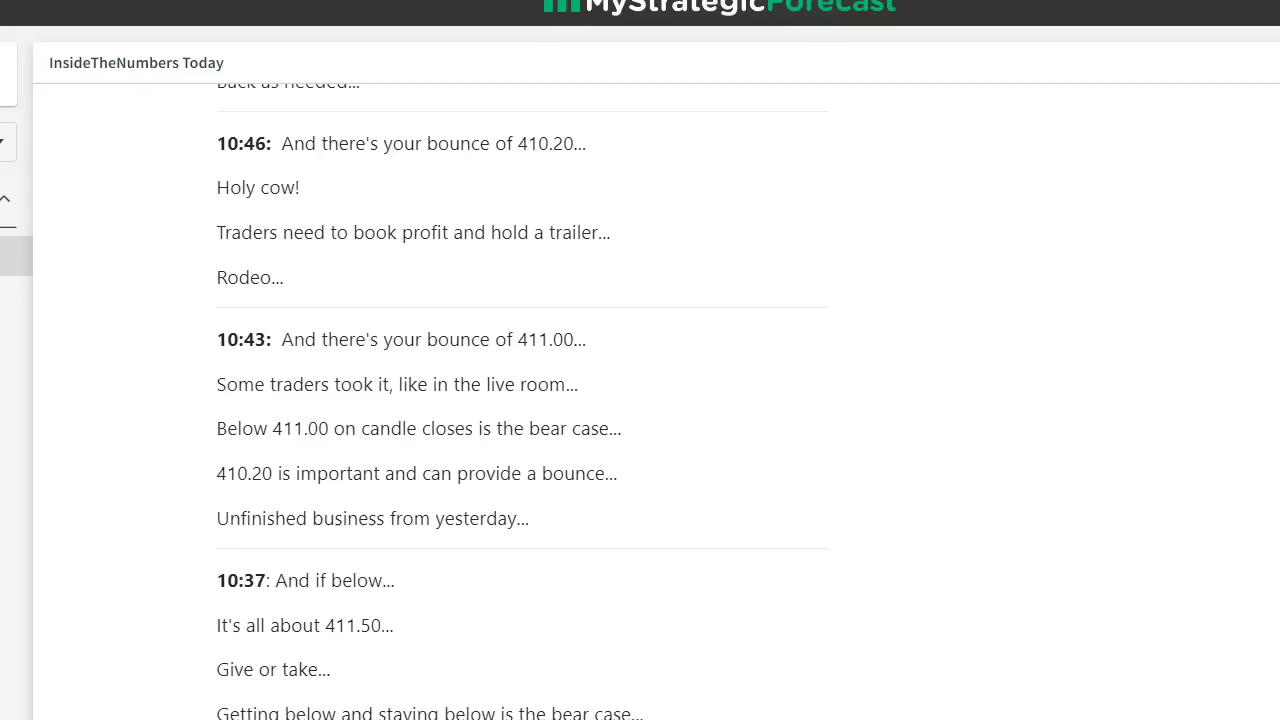 MyStrategicForecast
InsideTheNumbers Today
Back as needed...
10:46: And there's your bounce of 410.20...
Holy cow!
Traders need to book profit and hold a trailer...
Rodeo...
10:43: And there's your bounce of 411.00...
Some traders took it, like in the live room...
Below 411.00 on candle closes is the bear case...
410.20 is important and can provide a bounce...
Unfinished business from yesterday...
10:37: And if below...
It's all about 411.50...
Give or take...
Getting below and staying below is the bear case...